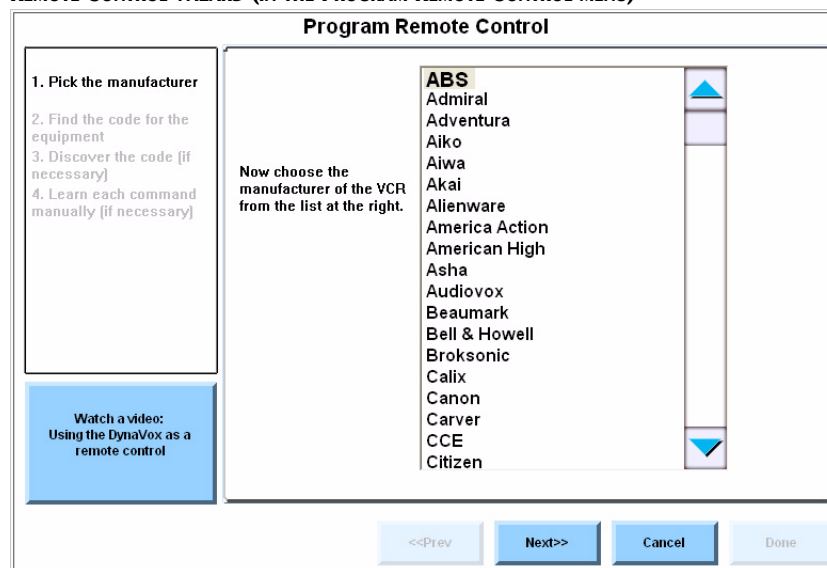 REMOTE CONTROL WIZARD (IN THE PROGRAM REMOTE CONTROL MENU)
Program Remote Control
1. Pick the manufacturer
2. Find the code for the
equipment
3. Discover the code (if
necessary)
4. Learn each command
manually (if necessary)
Watch a video:
Using the DynaVox as a
remote control
Now choose the
manufacturer of the VCR
from the list at the right.
ABS
Admiral
Adventura
Aiko
Aiwa
Akai
Alienware
America Action
American High
Asha
Audiovox
Beaumark
Bell & Howell
Broksonic
Calix
Canon
Carver
CCE
Citizen
<<Prev
Next>>
Cancel
Done